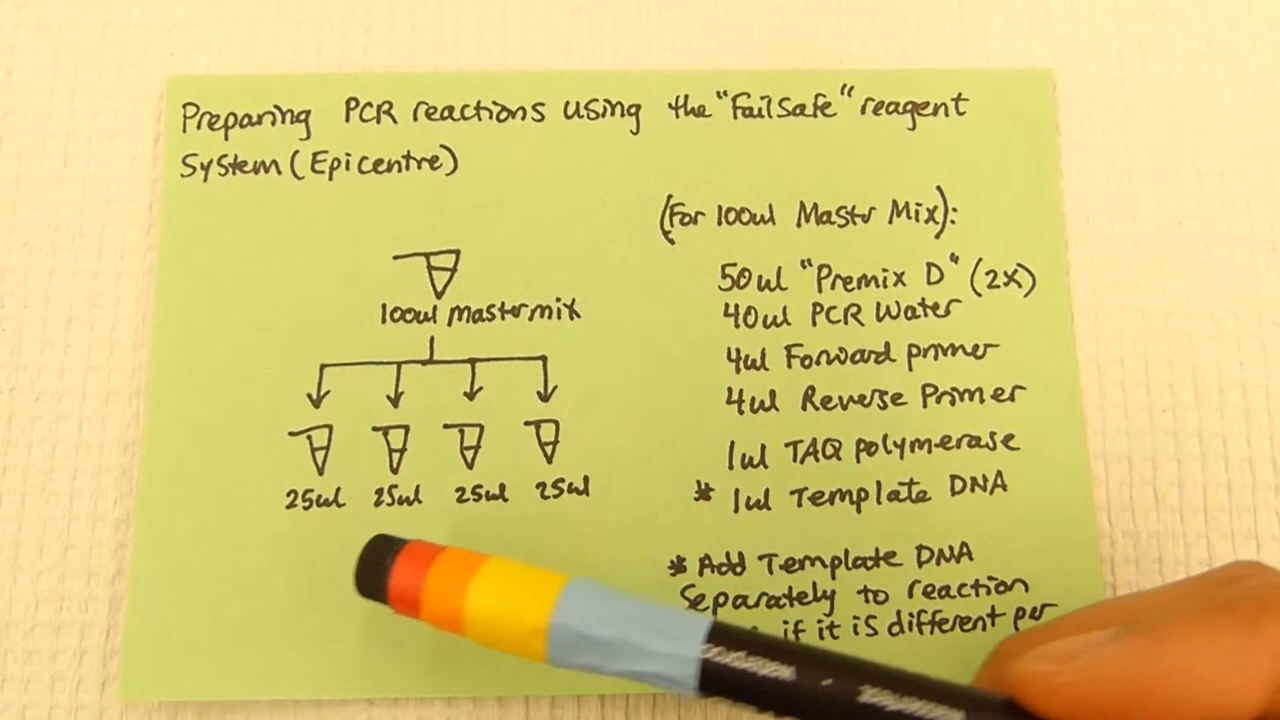 Preparing PCR reactions using the "FailSafe" reagent
System (Epicentre)
(For 100ul Mastr Mix):
50ul "Premix D" (2X)
40ul PCR Water
4ul Forward primer
4ul Reverse Primer
1ul TAQ polymerase
* 1ul Template DNA
* Add Template DNA
Separately to reaction
if it is different per
100ul mastermix
25ul 25ul 25ul 25ul